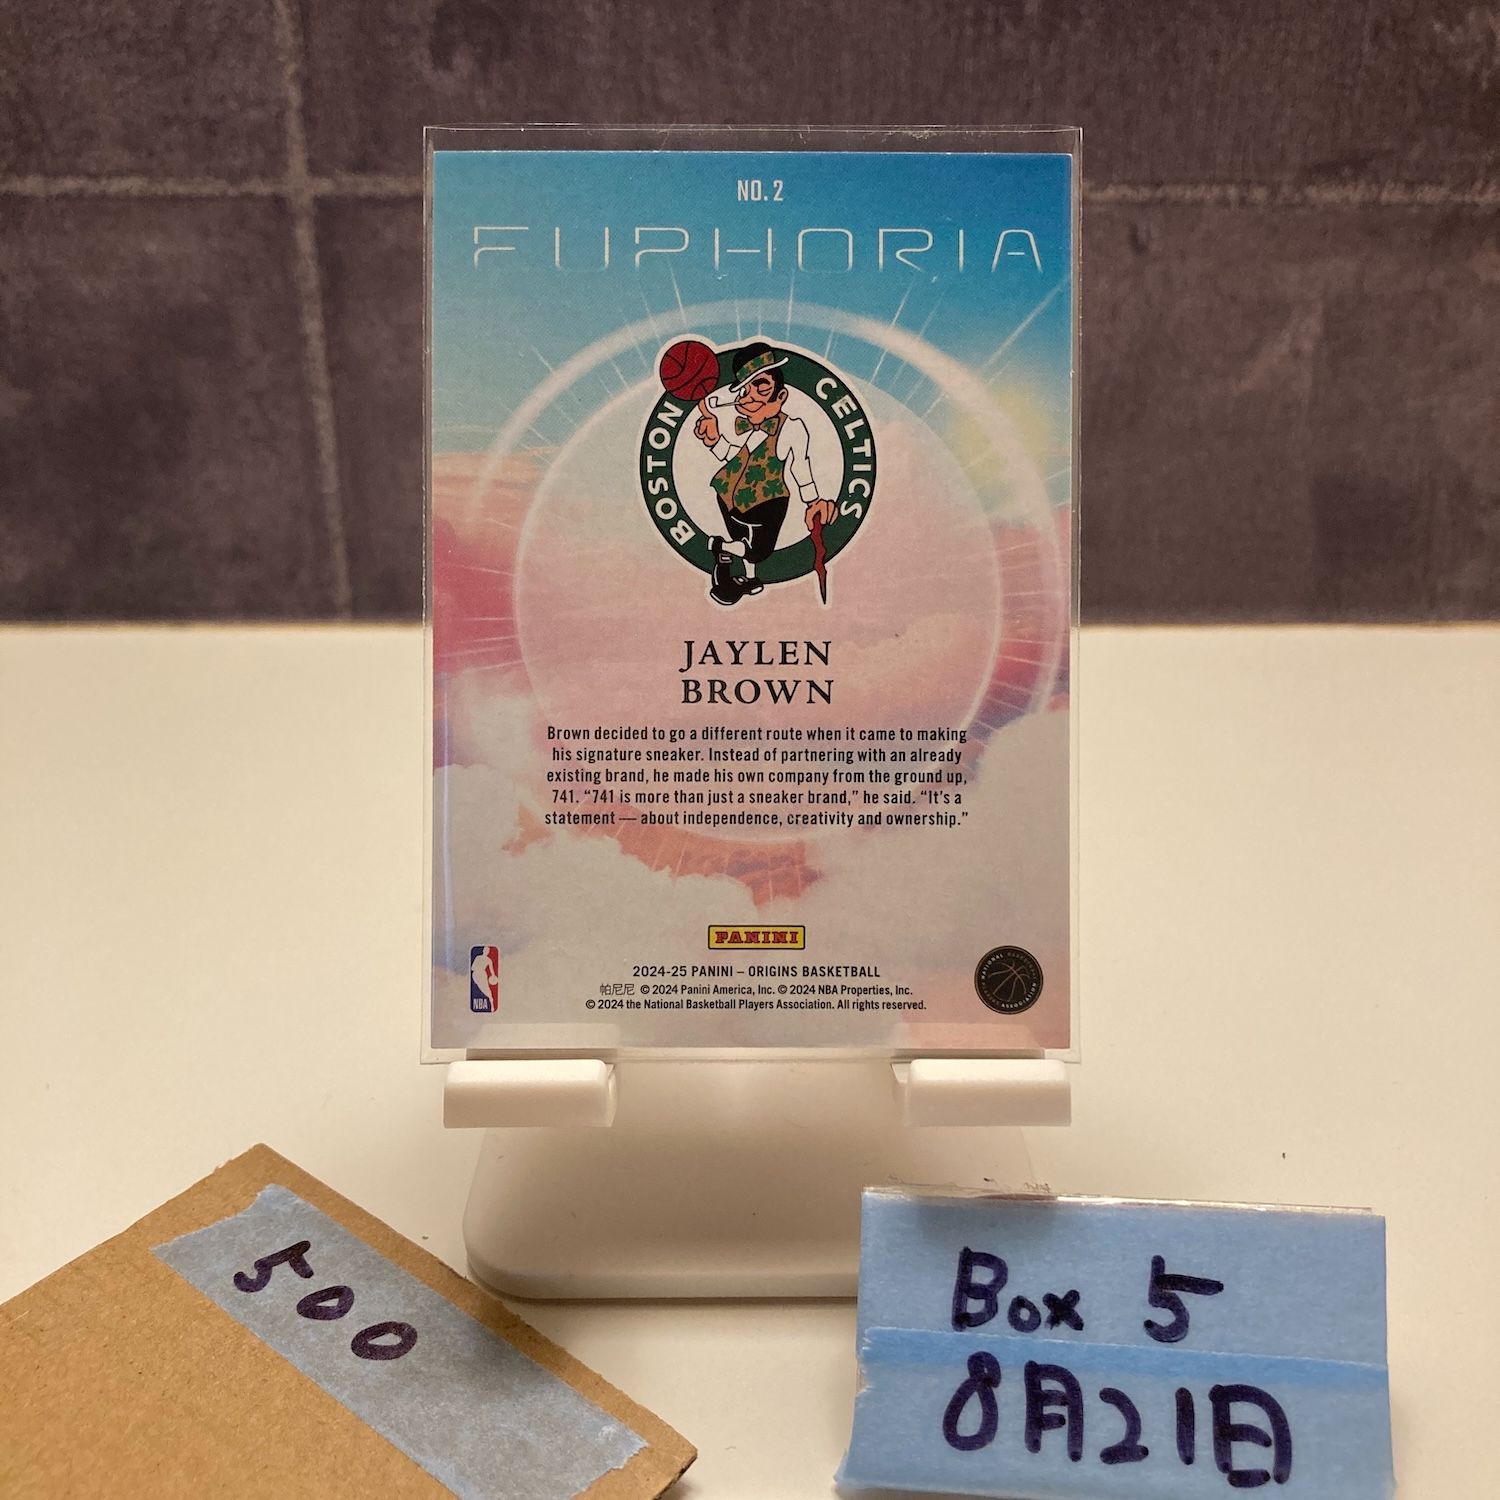 NO. 2
EUPHORIA
BOSTON CELTICS
JAYLEN
BROWN
Brown decided to go a different route when it came to making
his signature sneaker. Instead of partnering with an already
existing brand, he made his own company from the ground up,
741. “741 is more than just a sneaker brand,” he said. “It’s a
statement — about independence, creativity and ownership.”
PANINI
2024-25 PANINI – ORIGINS BASKETBALL
帕尼尼 © 2024 Panini America, Inc. © 2024 NBA Properties, Inc.
© 2024 the National Basketball Players Association. All rights reserved.
NBA
NATIONAL BASKETBALL PLAYERS ASSOCIATION
500
Box 5
8月21日